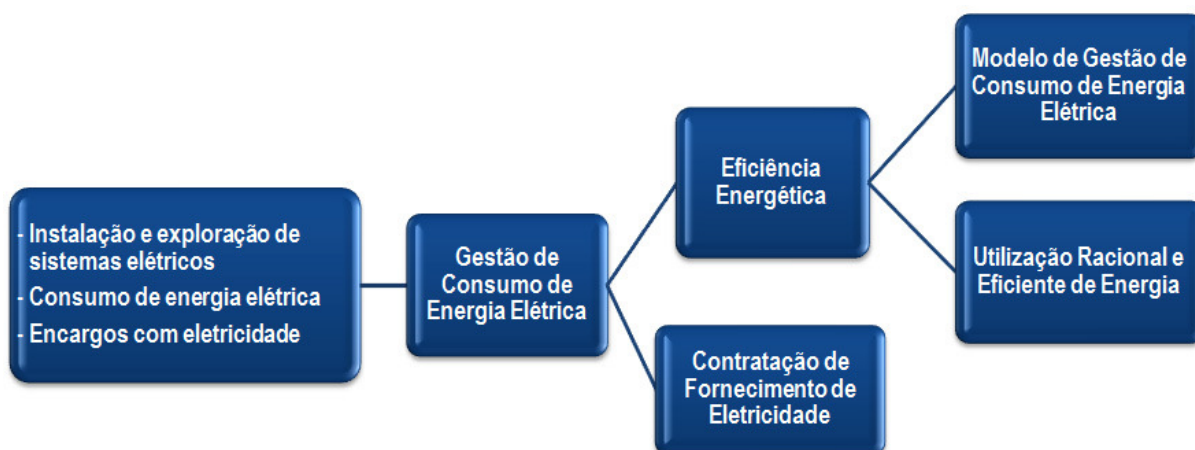 - Instalação e exploração de
sistemas elétricos
- Consumo de energia elétrica
- Encargos com eletricidade
Gestão de
Consumo de
Energia Elétrica
Eficiência
Energética
Contratação de
Fornecimento de
Eletricidade
Modelo de Gestão de
Consumo de Energia
Elétrica
Utilização Racional e
Eficiente de Energia